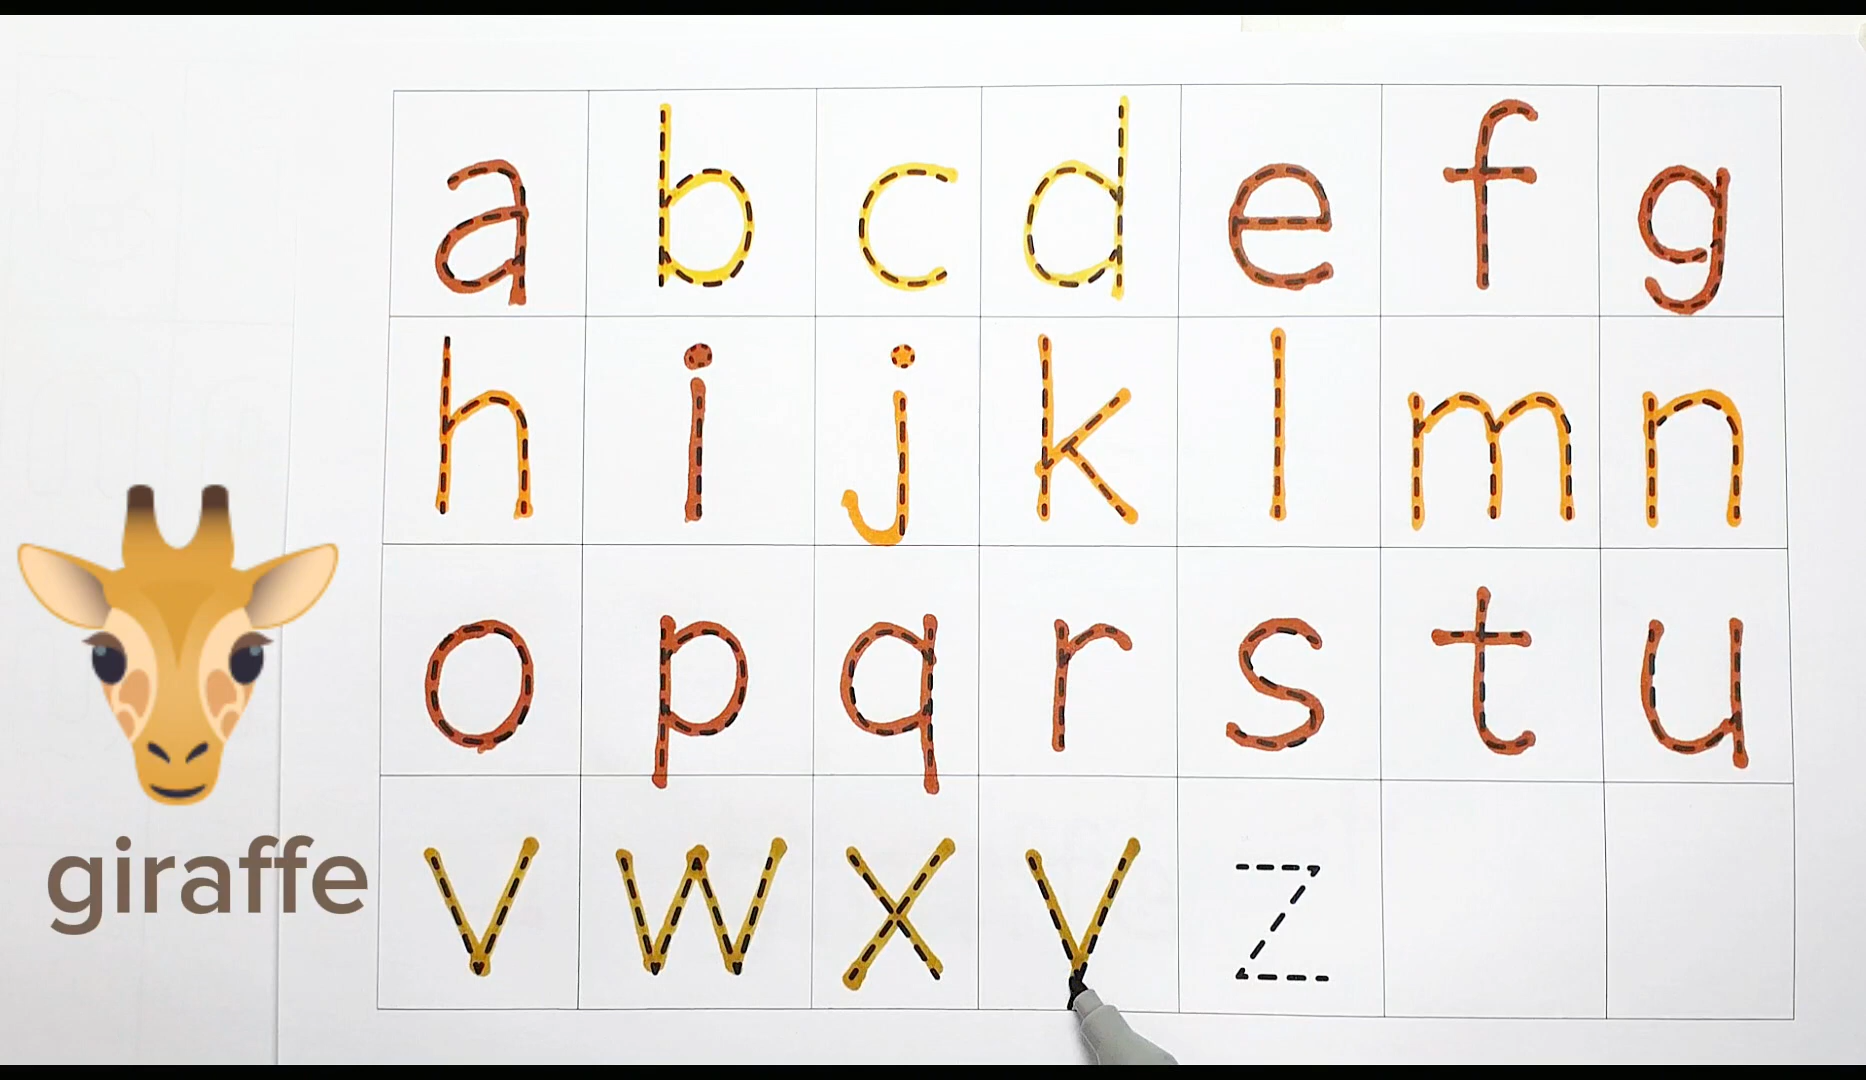 a b c d e f g
h i j k l m n
o p q r s t u
v w x y z
giraffe